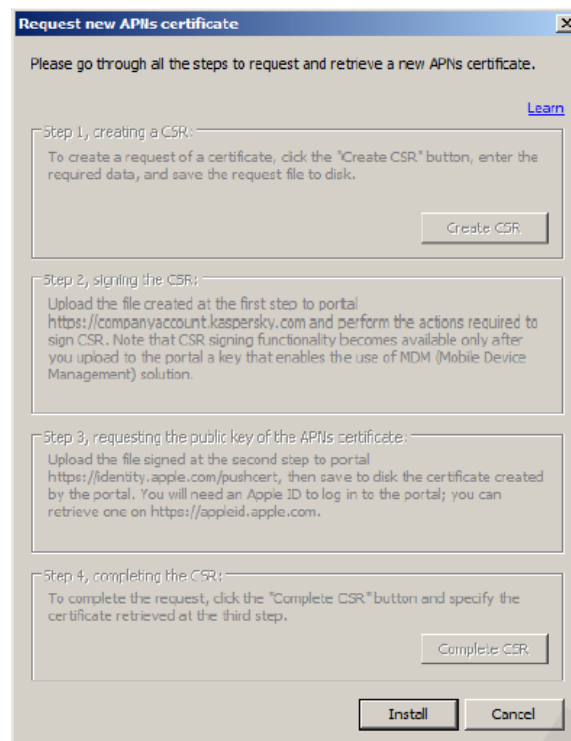 Request new APNs certificate
Please go through all the steps to request and retrieve a new APNs certificate.
Learn
Step 1, creating a CSR:
To create a request of a certificate, click the "Create CSR" button, enter the
required data, and save the request file to disk.
Create CSR
Step 2, signing the CSR:
Upload the file created at the first step to portal
https://companyaccount.kaspersky.com and perform the actions required to
sign CSR. Note that CSR signing functionality becomes available only after
you upload to the portal a key that enables the use of MDM (Mobile Device
Management) solution.
Step 3, requesting the public key of the APNs certificate:
Upload the file signed at the second step to portal
https://identity.apple.com/pushcert, then save to disk the certificate created
by the portal. You will need an Apple ID to log in to the portal; you can
retrieve one on https://appleid.apple.com.
Step 4, completing the CSR:
To complete the request, click the "Complete CSR" button and specify the
certificate retrieved at the third step.
Complete CSR
Install Cancel